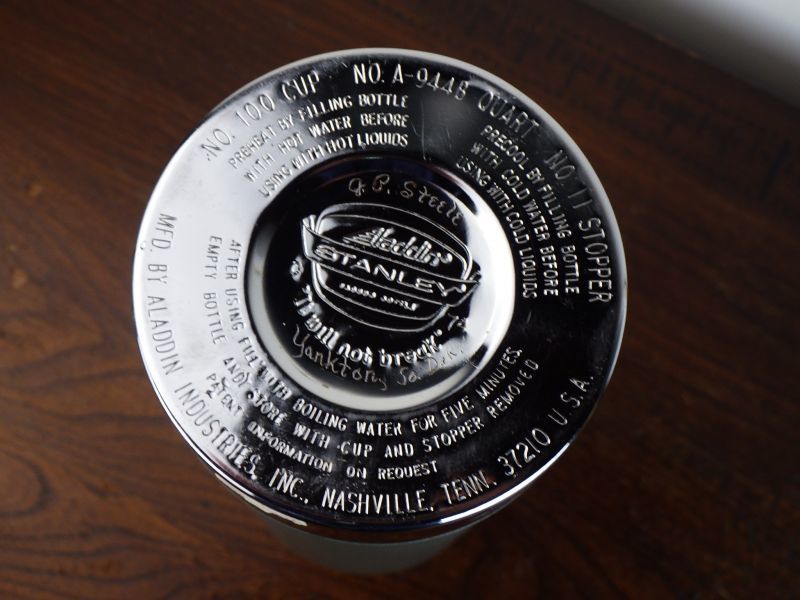 NO. 100 CUP NO. A-944B QUART NO. 11 STOPPER
PREHEAT BY FILLING BOTTLE
WITH HOT WATER BEFORE
USING WITH HOT LIQUIDS
PRECOOL BY FILLING BOTTLE
WITH COLD WATER BEFORE
USING WITH COLD LIQUIDS
J. P. Steele
Aladdin
STANLEY
"It will not break"
Yankton, So. Dak.
AFTER USING FILL WITH BOILING WATER FOR FIVE MINUTES.
EMPTY BOTTLE AND STORE WITH CUP AND STOPPER REMOVED
PATENT INFORMATION ON REQUEST
MFD. BY ALADDIN INDUSTRIES, INC., NASHVILLE, TENN. 37210 U.S.A.